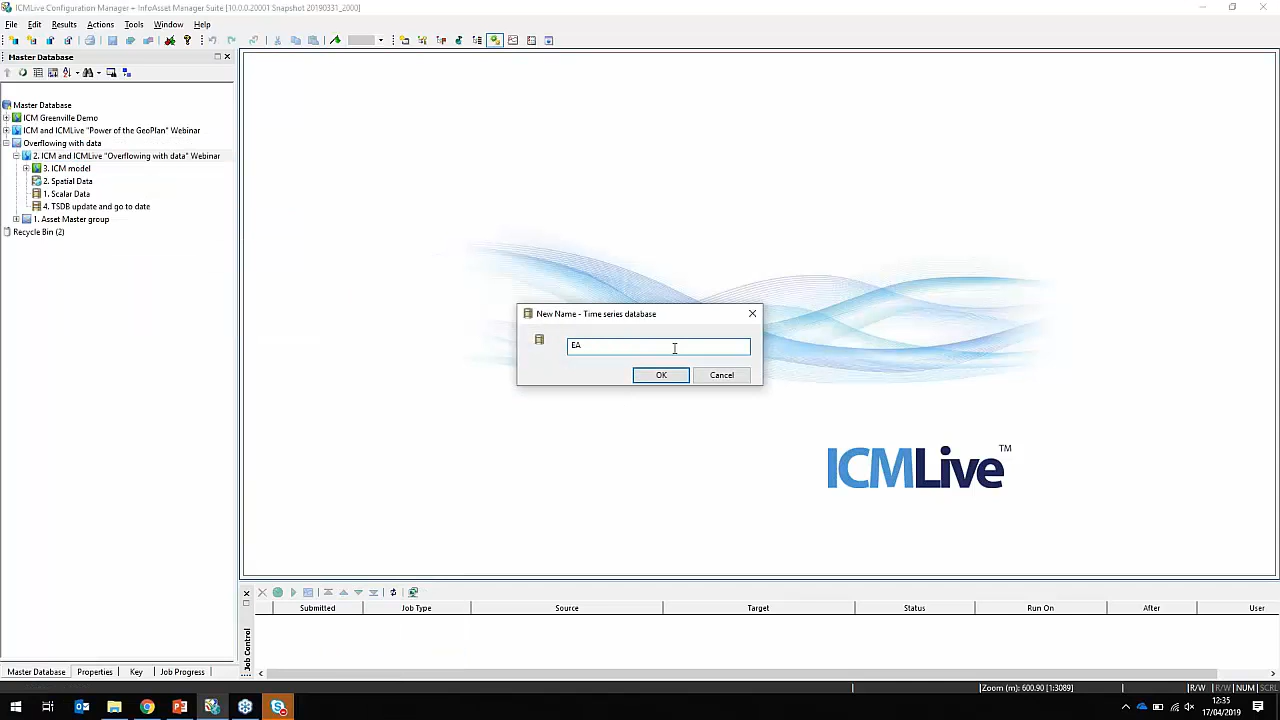 ICMLive Configuration Manager + InfoAsset Manager Suite [10.0.0.20001 Snapshot 20190331_2000]
File Edit Results Actions Tools Window Help
Master Database
Master Database
ICM Greenville Demo
ICM and ICMLive "Power of the GeoPlan" Webinar
Overflowing with data
2. ICM and ICMLive "Overflowing with data" Webinar
3. ICM model
2. Spatial Data
1. Scalar Data
4. TSDB update and go to date
1. Asset Master group
Recycle Bin (2)
New Name - Time series database
EA
OK Cancel
ICMLive™
Job Control
Submitted Job Type Source Target Status Run On After User
Master Database Properties Key Job Progress
Zoom (m): 600.90 [1:3089] R/W R/W NUM SCRL
12:35
17/04/2019